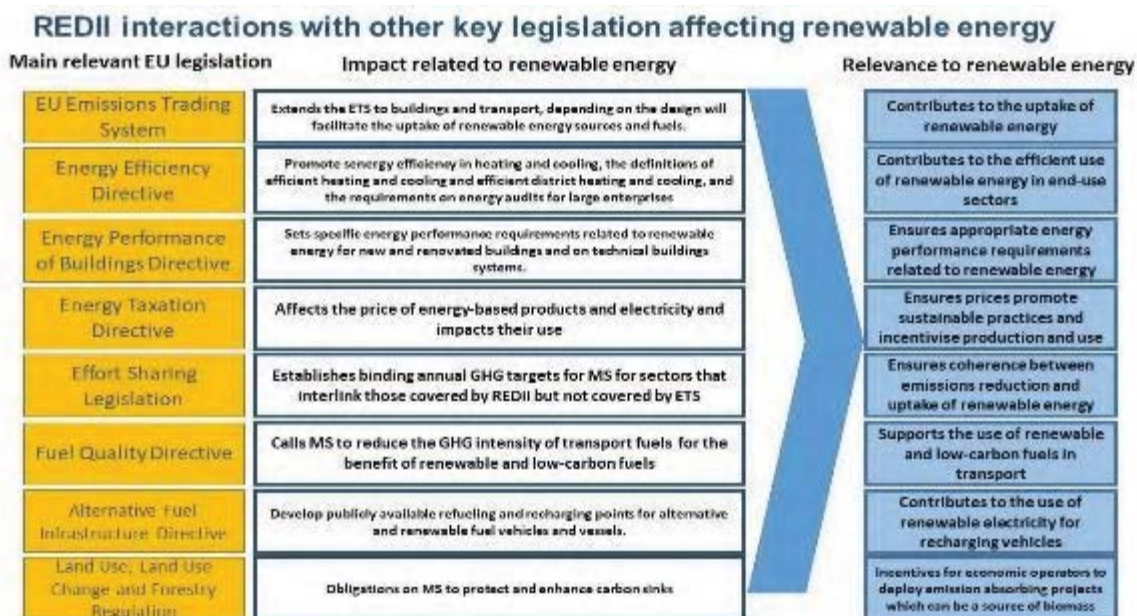 REDII interactions with other key legislation affecting renewable energy
Main relevant EU legislation
Impact related to renewable energy
Relevance to renewable energy
EU Emissions Trading
System
Extends the ETS to buildings and transport, depending on the design will
facilitate the uptake of renewable energy sources and fuels.
Contributes to the uptake of
renewable energy
Energy Efficiency
Directive
Promote senergy efficiency in heating and cooling, the definitions of
efficient heating and cooling and efficient district heating and cooling, and
the requirements on energy audits for large enterprises
Contributes to the efficient use
of renewable energy in end-use
sectors
Energy Performance
of Buildings Directive
Sets specific energy performance requirements related to renewable
energy for new and renovated buildings and on technical buildings
systems.
Ensures appropriate energy
performance requirements
related to renewable energy
Energy Taxation
Directive
Affects the price of energy-based products and electricity and
impacts their use
Ensures prices promote
sustainable practices and
incentivise production and use
Effort Sharing
Legislation
Establishes binding annual GHG targets for MS for sectors that
interlink those covered by REDII but not covered by ETS
Ensures coherence between
emissions reduction and
uptake of renewable energy
Fuel Quality Directive
Calls MS to reduce the GHG intensity of transport fuels for the
benefit of renewable and low-carbon fuels
Supports the use of renewable
and low-carbon fuels in
transport
Alternative Fuel
Infrastructure Directive
Develop publicly available refueling and recharging points for alternative
and renewable fuel vehicles and vessels.
Contributes to the use of
renewable electricity for
recharging vehicles
Land Use, Land Use
Change and Forestry
Regulation
Obligations on MS to protect and enhance carbon sinks
Incentives for economic operators to
deploy emission absorbing projects
which can be a source of biomass